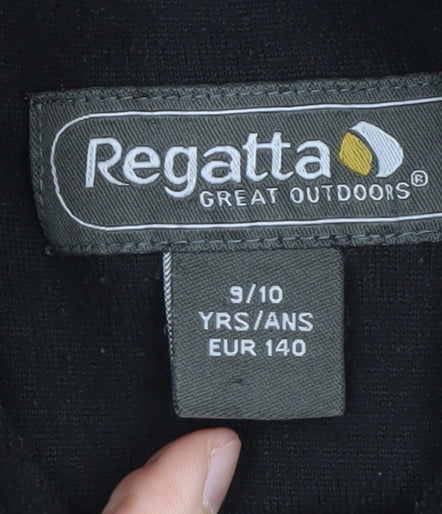 Regatta
GREAT OUTDOORS®
9/10
YRS/ANS
EUR 140